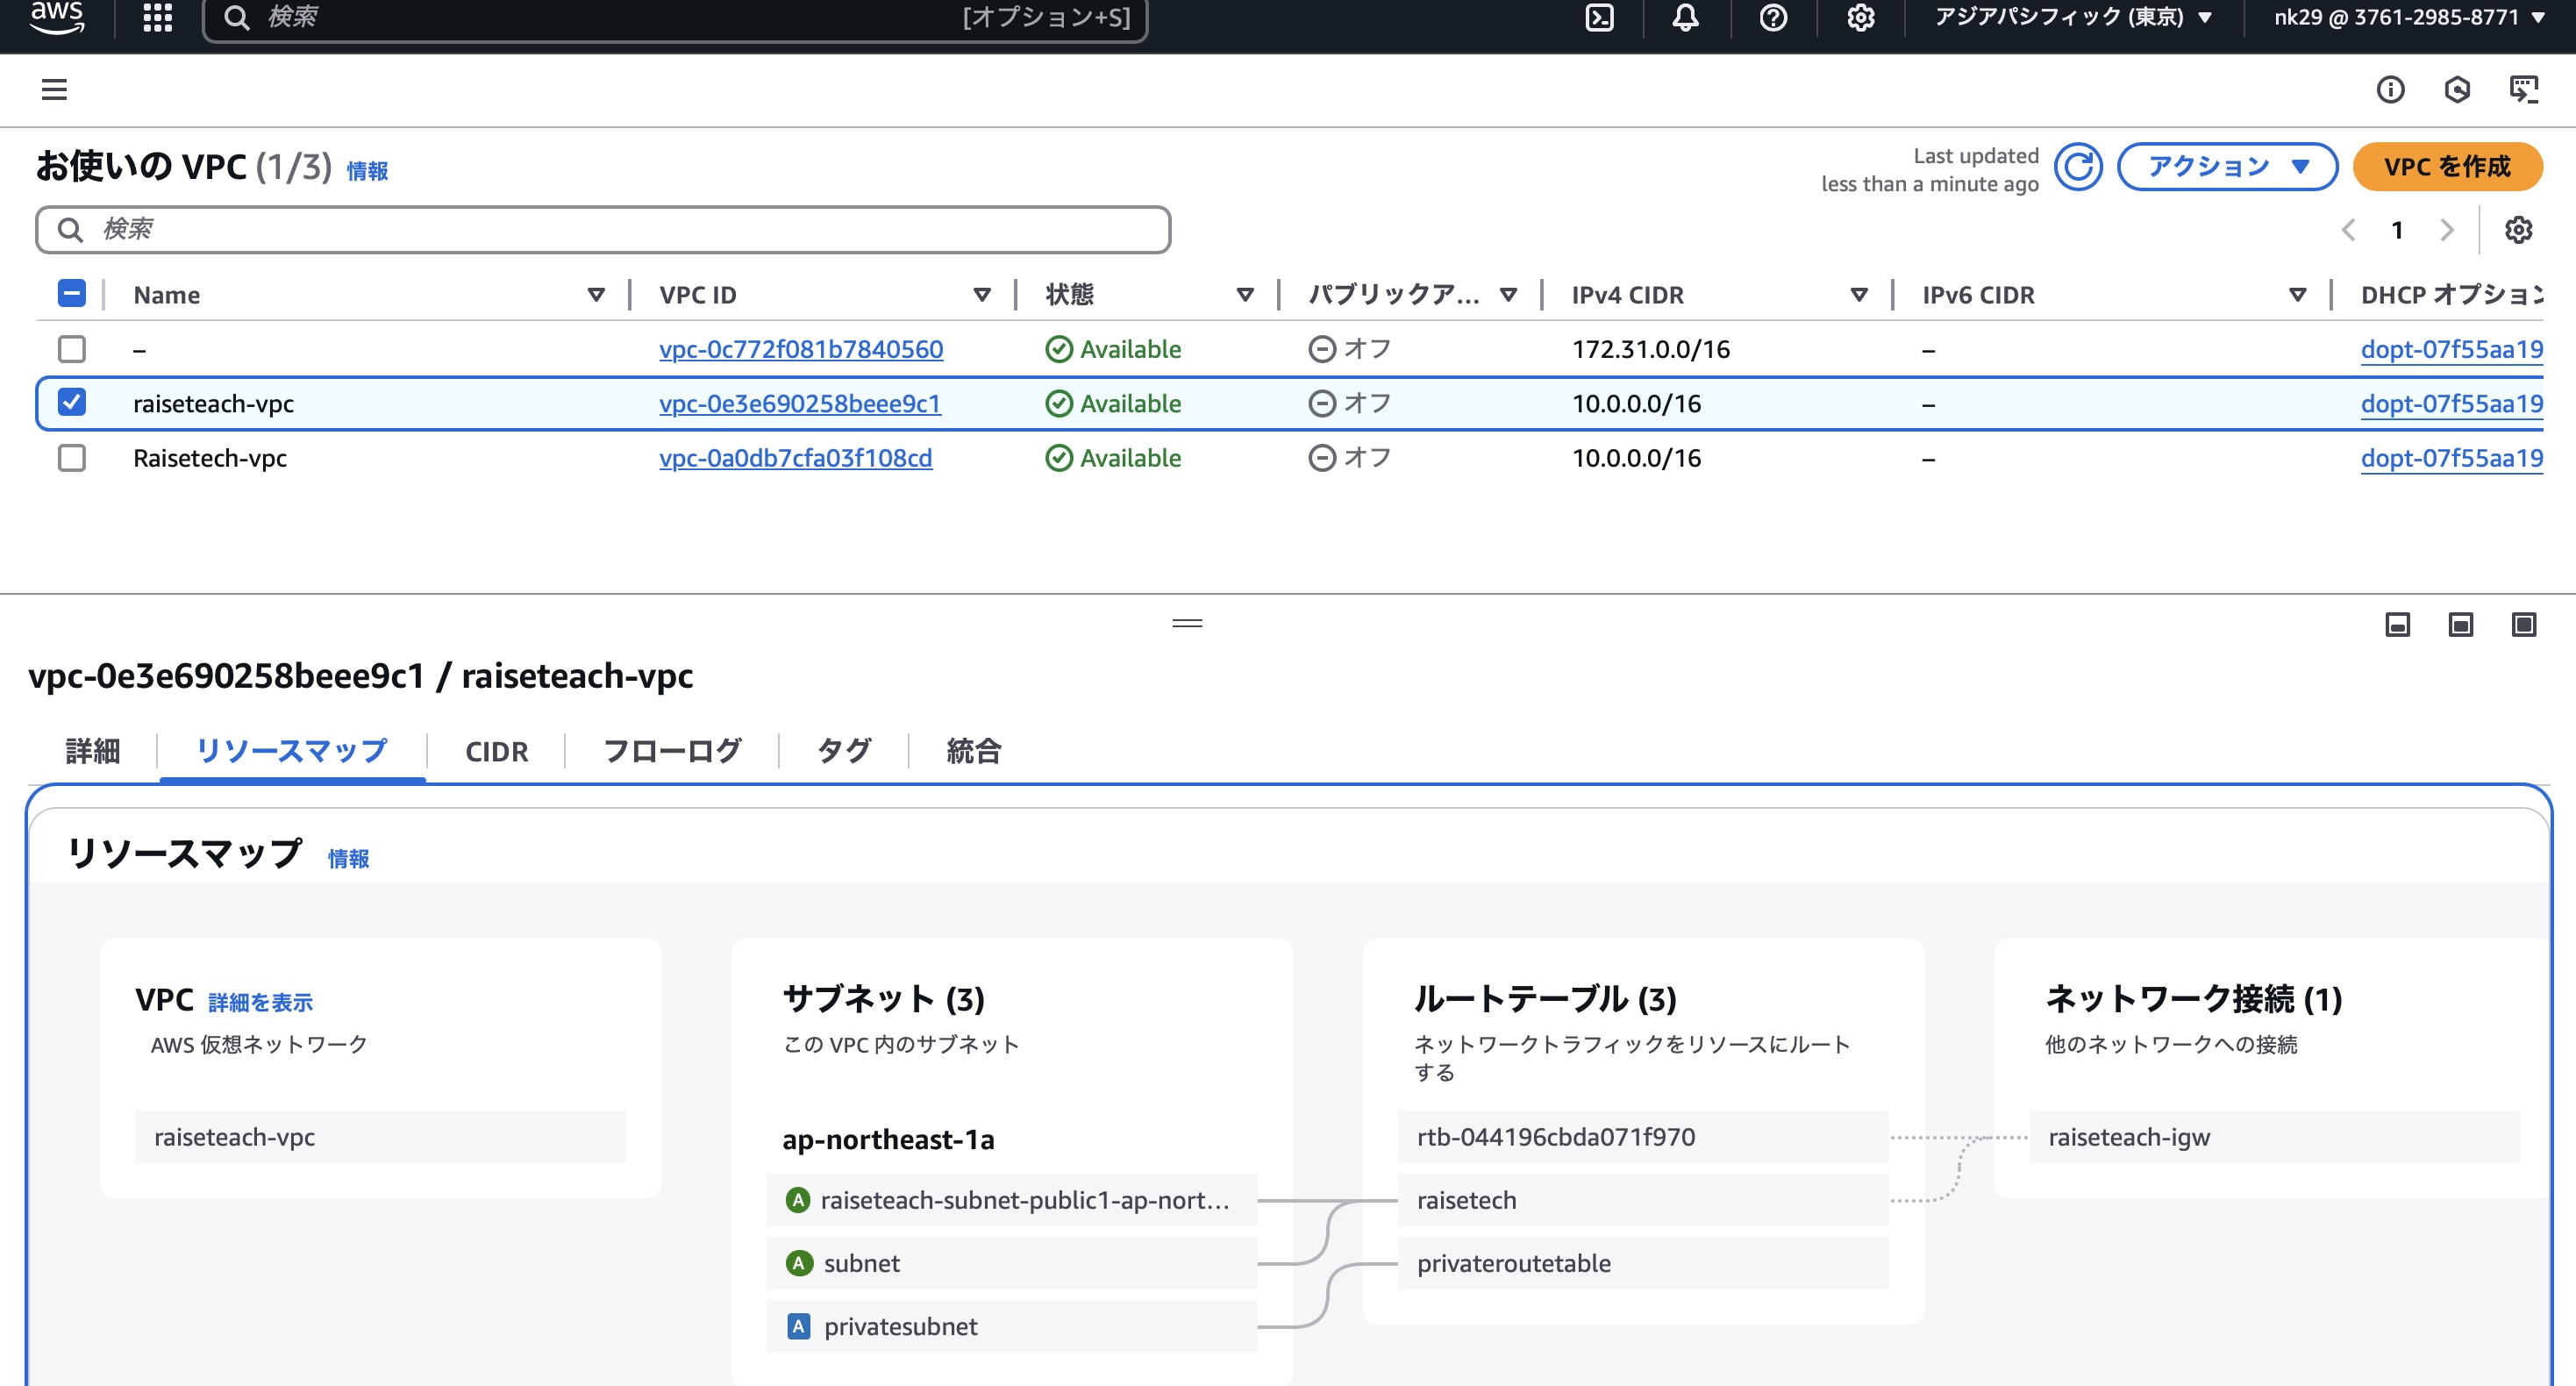 aws
検索
[オプション+S]
アジアパシフィック (東京)
nk29 @ 3761-2985-8771
お使いの VPC (1/3) 情報
Last updated
less than a minute ago
アクション
VPC を作成
検索
1
Name
VPC ID
状態
パブリックア...
IPv4 CIDR
IPv6 CIDR
DHCP オプション
–
vpc-0c772f081b7840560
Available
オフ
172.31.0.0/16
–
dopt-07f55aa19
raiseteach-vpc
vpc-0e3e690258beee9c1
Available
オフ
10.0.0.0/16
–
dopt-07f55aa19
Raisetech-vpc
vpc-0a0db7cfa03f108cd
Available
オフ
10.0.0.0/16
–
dopt-07f55aa19
vpc-0e3e690258beee9c1 / raiseteach-vpc
詳細
リソースマップ
CIDR
フローログ
タグ
統合
リソースマップ 情報
VPC 詳細を表示
AWS 仮想ネットワーク
raiseteach-vpc
サブネット (3)
この VPC 内のサブネット
ap-northeast-1a
A raiseteach-subnet-public1-ap-nort...
A subnet
A privatesubnet
ルートテーブル (3)
ネットワークトラフィックをリソースにルート
する
rtb-044196cbda071f970
raisetech
privateroutetable
ネットワーク接続 (1)
他のネットワークへの接続
raiseteach-igw